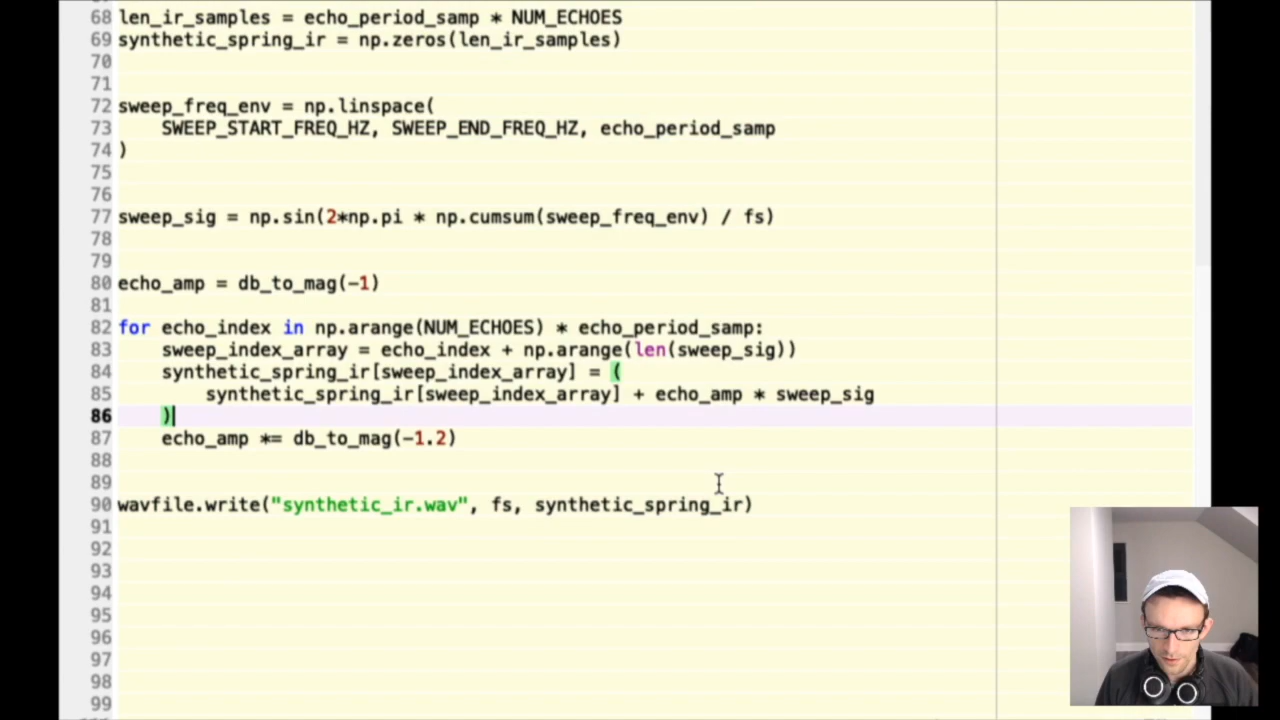 68 len_ir_samples = echo_period_samp * NUM_ECHOES
69 synthetic_spring_ir = np.zeros(len_ir_samples)
70
71
72 sweep_freq_env = np.linspace(
73     SWEEP_START_FREQ_HZ, SWEEP_END_FREQ_HZ, echo_period_samp
74 )
75
76
77 sweep_sig = np.sin(2*np.pi * np.cumsum(sweep_freq_env) / fs)
78
79
80 echo_amp = db_to_mag(-1)
81
82 for echo_index in np.arange(NUM_ECHOES) * echo_period_samp:
83     sweep_index_array = echo_index + np.arange(len(sweep_sig))
84     synthetic_spring_ir[sweep_index_array] = (
85         synthetic_spring_ir[sweep_index_array] + echo_amp * sweep_sig
86     )
87     echo_amp *= db_to_mag(-1.2)
88
89
90 wavfile.write("synthetic_ir.wav", fs, synthetic_spring_ir)
91
92
93
94
95
96
97
98
99